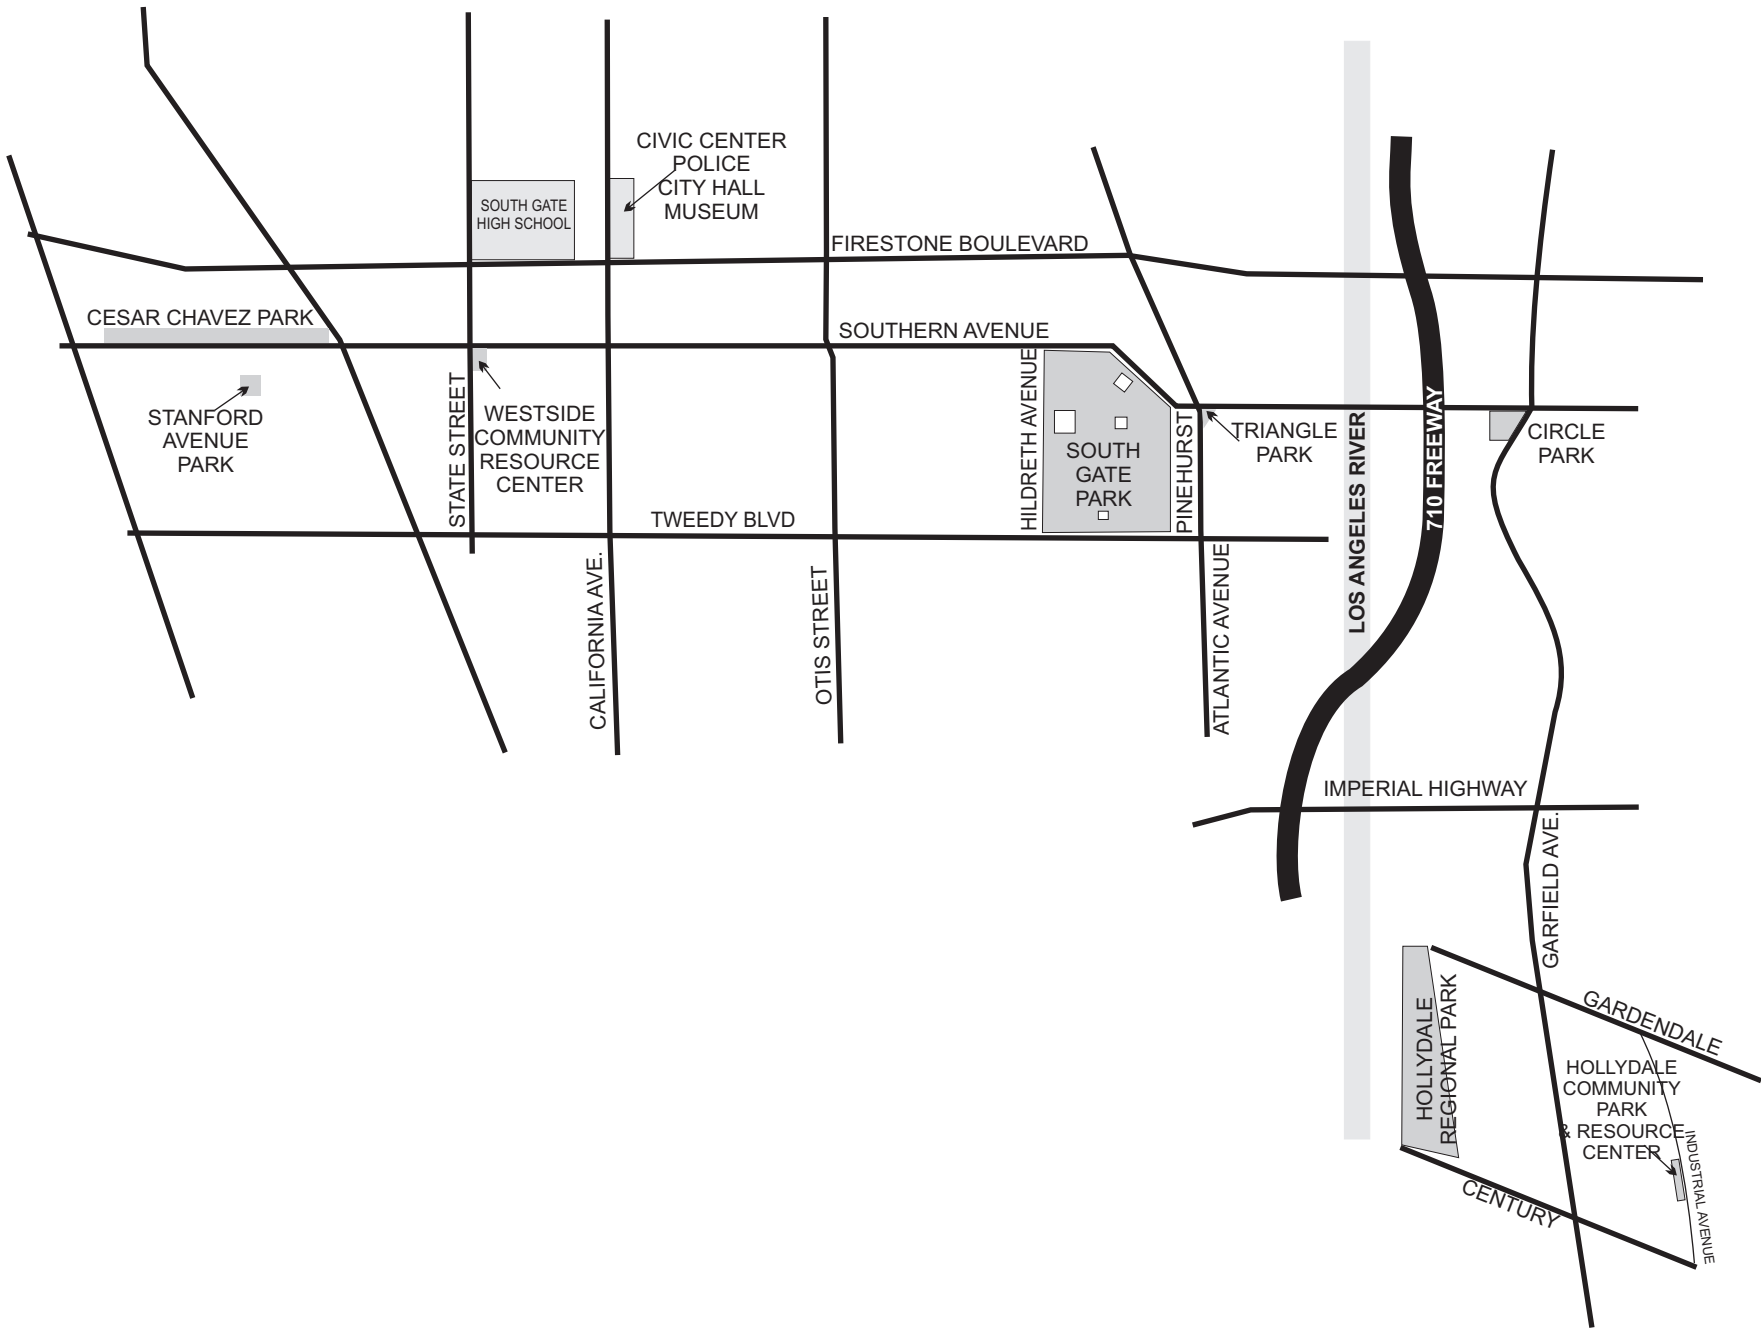 CIVIC CENTER
POLICE
CITY HALL
MUSEUM
SOUTH GATE
HIGH SCHOOL
FIRESTONE BOULEVARD
CESAR CHAVEZ PARK
SOUTHERN AVENUE
STANFORD
AVENUE
PARK
STATE STREET
WESTSIDE
COMMUNITY
RESOURCE
CENTER
HILDRETH AVENUE
SOUTH
GATE
PARK
PINEHURST
TRIANGLE
PARK
LOS ANGELES RIVER
710 FREEWAY
CIRCLE
PARK
TWEEDY BLVD
CALIFORNIA AVE.
OTIS STREET
ATLANTIC AVENUE
IMPERIAL HIGHWAY
GARFIELD AVE.
HOLLYDALE
REGIONAL PARK
GARDENDALE
HOLLYDALE
COMMUNITY
PARK
& RESOURCE
CENTER
INDUSTRIAL AVENUE
CENTURY